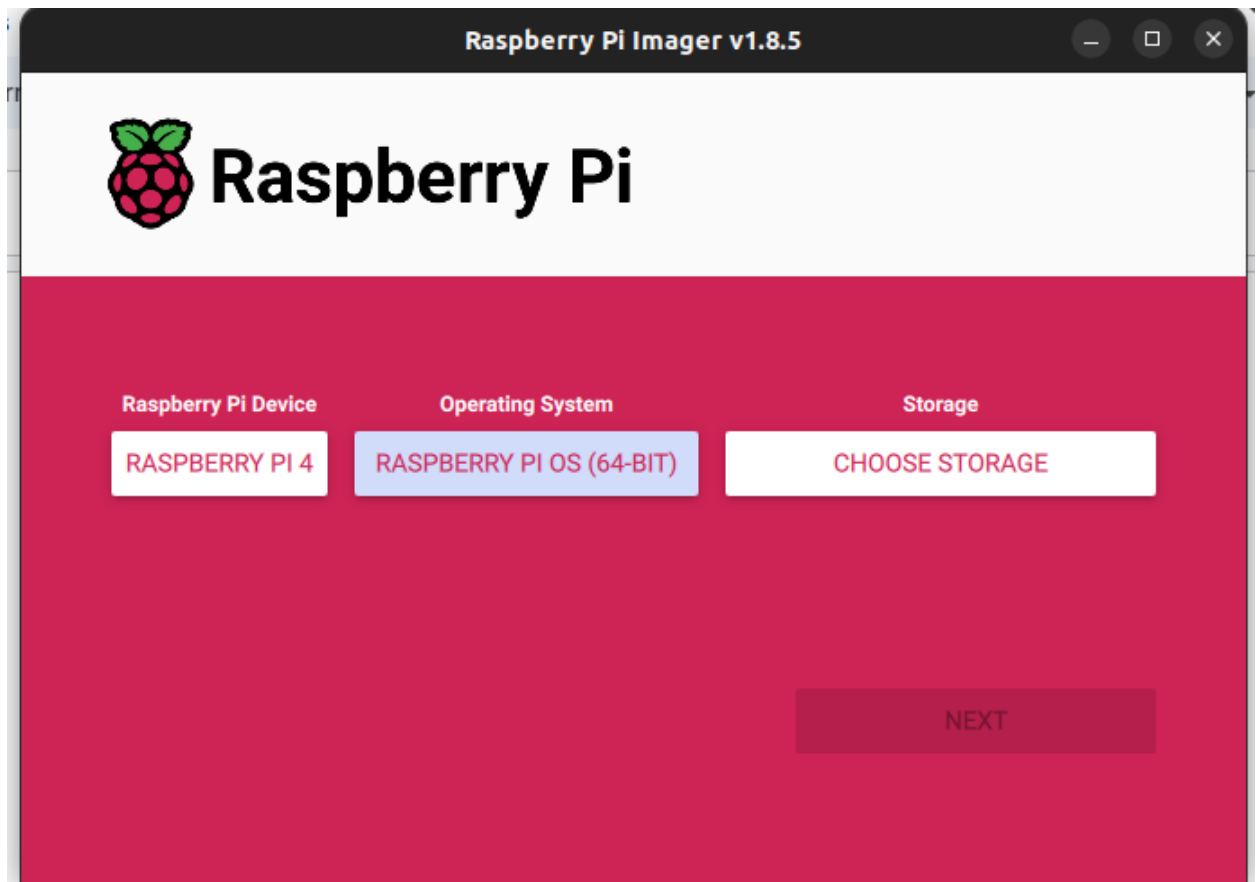 Raspberry Pi Imager v1.8.5
Raspberry Pi
Raspberry Pi Device Operating System Storage
RASPBERRY PI 4 RASPBERRY PI OS (64-BIT) CHOOSE STORAGE
NEXT